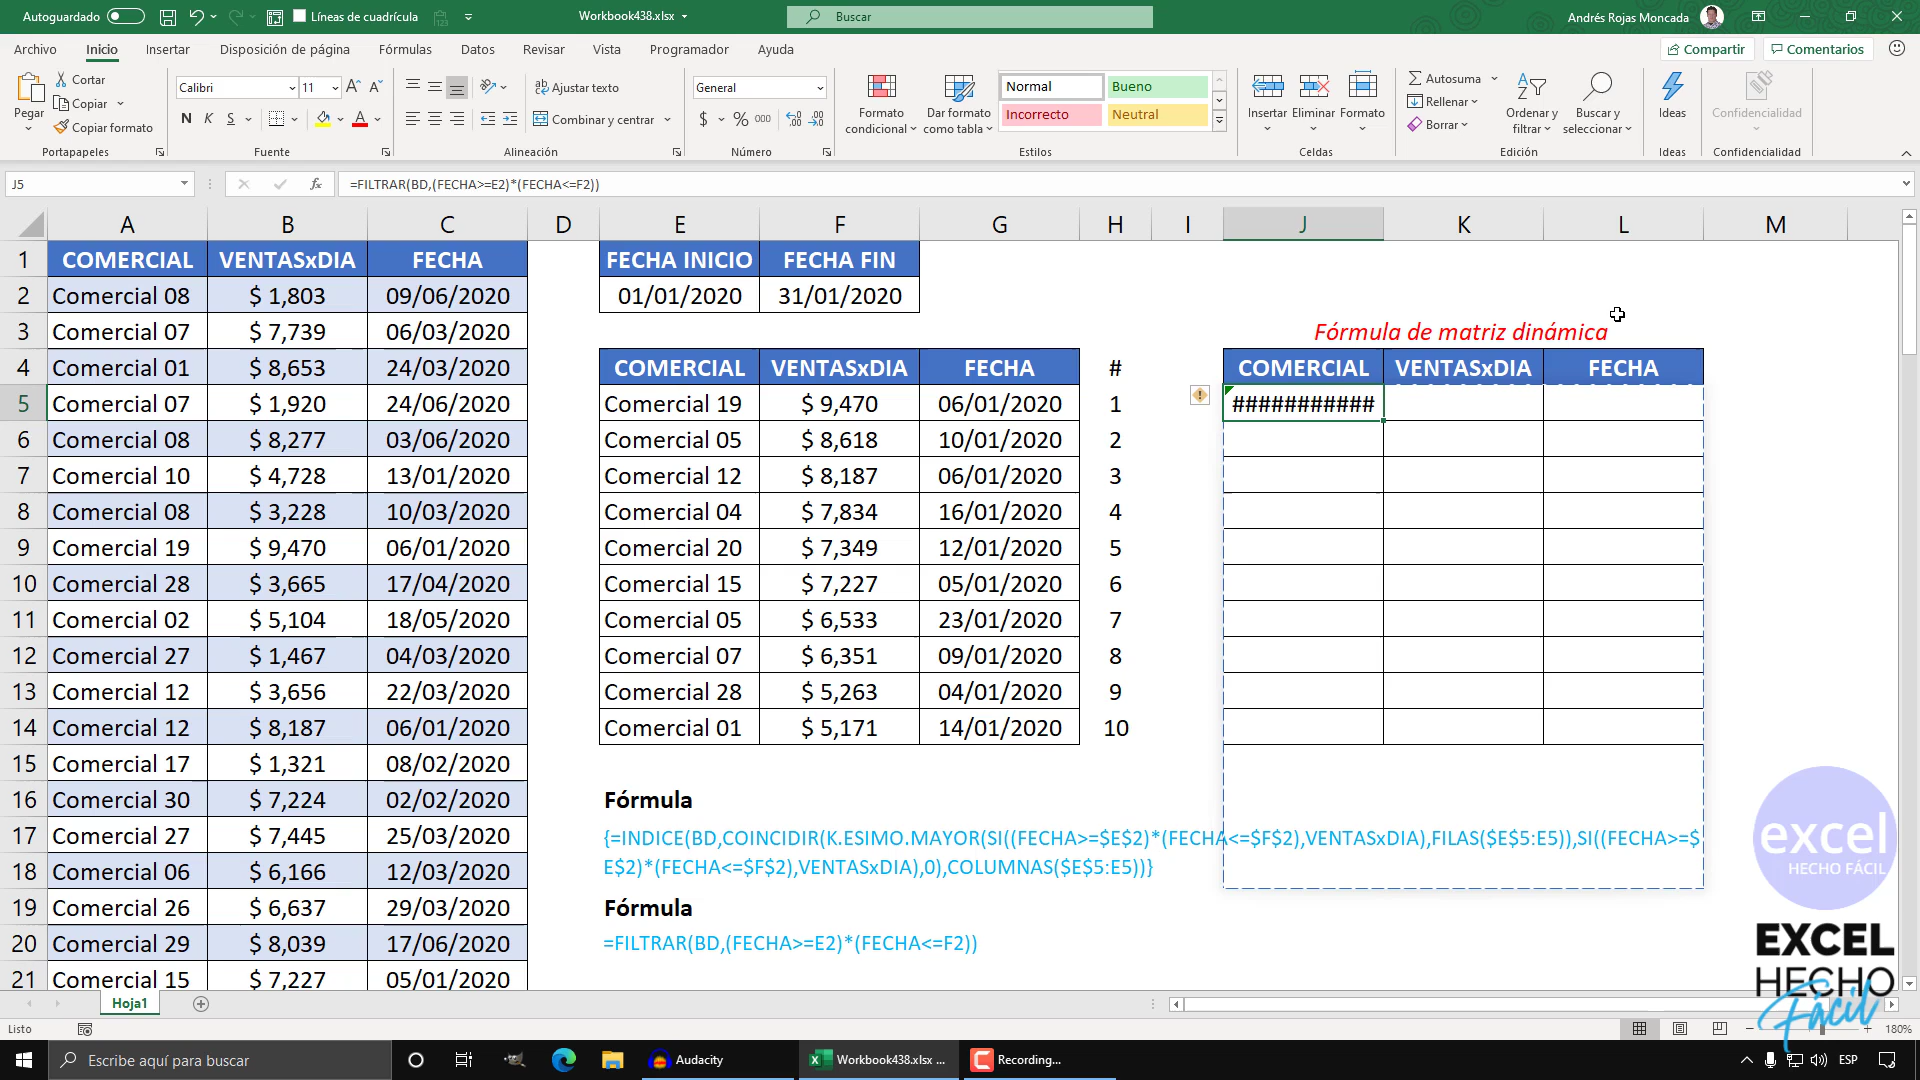 Autoguardado Líneas de cuadrícula Workbook438.xlsx Buscar Andrés Rojas Moncada
Archivo Inicio Insertar Disposición de página Fórmulas Datos Revisar Vista Programador Ayuda Compartir Comentarios
Pegar Cortar Copiar Copiar formato
Calibri 11 N K S
Ajustar texto Combinar y centrar
General $ % 000
Formato condicional Dar formato como tabla Normal Bueno Incorrecto Neutral
Insertar Eliminar Formato
Autosuma Rellenar Borrar Ordenar y filtrar Buscar y seleccionar
Ideas Confidencialidad
Portapapeles Fuente Alineación Número Estilos Celdas Edición Ideas Confidencialidad
J5 fx =FILTRAR(BD,(FECHA>=E2)*(FECHA<=F2))
A B C D E F G H I J K L M
1 COMERCIAL VENTASxDIA FECHA FECHA INICIO FECHA FIN
2 Comercial 08 $ 1,803 09/06/2020 01/01/2020 31/01/2020
3 Comercial 07 $ 7,739 06/03/2020 Fórmula de matriz dinámica
4 Comercial 01 $ 8,653 24/03/2020 COMERCIAL VENTASxDIA FECHA # COMERCIAL VENTASxDIA FECHA
5 Comercial 07 $ 1,920 24/06/2020 Comercial 19 $ 9,470 06/01/2020 1 ###########
6 Comercial 08 $ 8,277 03/06/2020 Comercial 05 $ 8,618 10/01/2020 2
7 Comercial 10 $ 4,728 13/01/2020 Comercial 12 $ 8,187 06/01/2020 3
8 Comercial 08 $ 3,228 10/03/2020 Comercial 04 $ 7,834 16/01/2020 4
9 Comercial 19 $ 9,470 06/01/2020 Comercial 20 $ 7,349 12/01/2020 5
10 Comercial 28 $ 3,665 17/04/2020 Comercial 15 $ 7,227 05/01/2020 6
11 Comercial 02 $ 5,104 18/05/2020 Comercial 05 $ 6,533 23/01/2020 7
12 Comercial 27 $ 1,467 04/03/2020 Comercial 07 $ 6,351 09/01/2020 8
13 Comercial 12 $ 3,656 22/03/2020 Comercial 28 $ 5,263 04/01/2020 9
14 Comercial 12 $ 8,187 06/01/2020 Comercial 01 $ 5,171 14/01/2020 10
15 Comercial 17 $ 1,321 08/02/2020
16 Comercial 30 $ 7,224 02/02/2020 Fórmula
17 Comercial 27 $ 7,445 25/03/2020 {=INDICE(BD,COINCIDIR(K.ESIMO.MAYOR(SI((FECHA>=$E$2)*(FECHA<=$F$2),VENTASxDIA),FILAS($E$5:E5)),SI((FECHA>=$
18 Comercial 06 $ 6,166 12/03/2020 E$2)*(FECHA<=$F$2),VENTASxDIA),0),COLUMNAS($E$5:E5))}
19 Comercial 26 $ 6,637 29/03/2020 Fórmula
20 Comercial 29 $ 8,039 17/06/2020 =FILTRAR(BD,(FECHA>=E2)*(FECHA<=F2))
21 Comercial 15 $ 7,227 05/01/2020
excel
HECHO FÁCIL
EXCEL
HECHO
Fácil
Hoja1
Listo 180%
Escribe aquí para buscar Audacity Workbook438.xlsx ... Recording... ESP